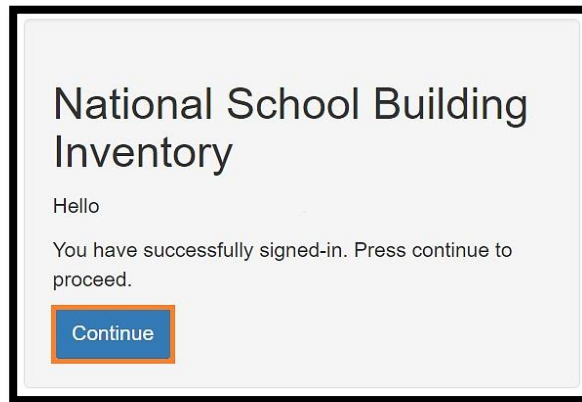 National School Building
Inventory
Hello
You have successfully signed-in. Press continue to
proceed.
Continue